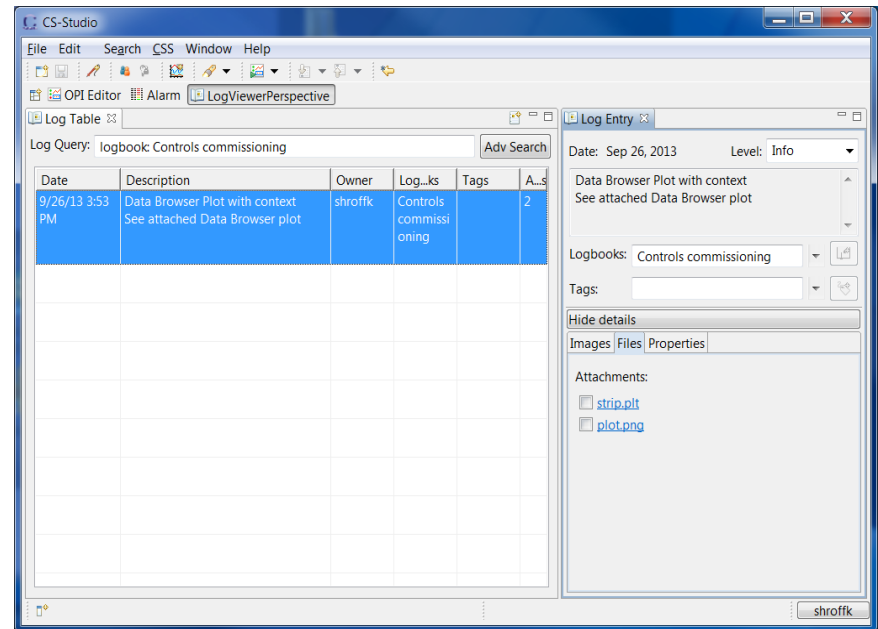 CS-Studio
File Edit Search CSS Window Help
OPI Editor Alarm LogViewerPerspective
Log Table
Log Query: logbook: Controls commissioning Adv Search
Date Description Owner Log...ks Tags A...s
9/26/13 3:53 Data Browser Plot with context shroffk Controls 2
PM See attached Data Browser plot commissi
oning
Log Entry
Date: Sep 26, 2013 Level: Info
Data Browser Plot with context
See attached Data Browser plot
Logbooks: Controls commissioning
Tags:
Hide details
Images Files Properties
Attachments:
strip.plt
plot.png
shroffk